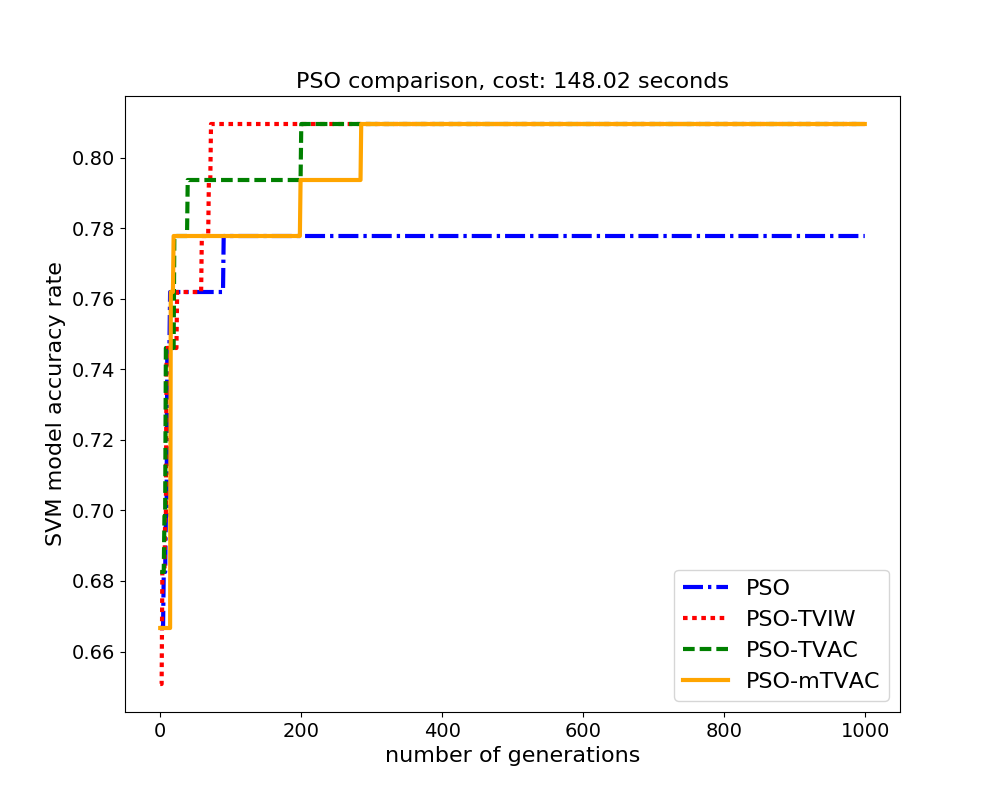 PSO comparison, cost: 148.02 seconds
SVM model accuracy rate
0.80
0.78
0.76
0.74
0.72
0.70
0.68
0.66
0 200 400 600 800 1000
number of generations
PSO
PSO-TVIW
PSO-TVAC
PSO-mTVAC